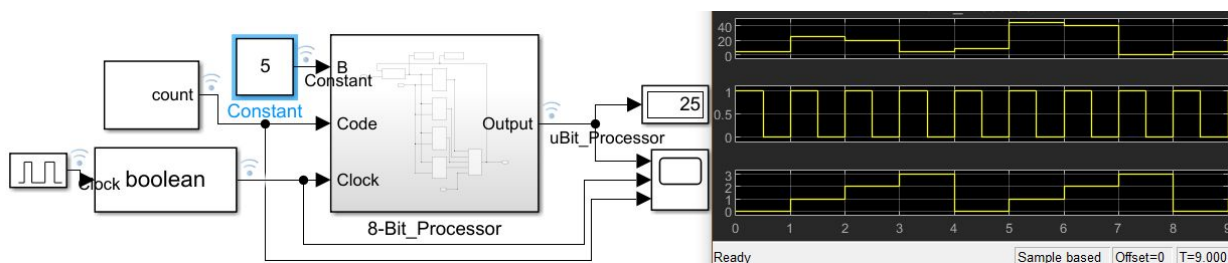 5
B
Constant
Constant
count
Code
Output
25
uBit_Processor
Clock
boolean
Clock
8-Bit_Processor
40
20
0
1
0.5
0
3
2
1
0
0 1 2 3 4 5 6 7 8 9
Ready Sample based Offset=0 T=9.000